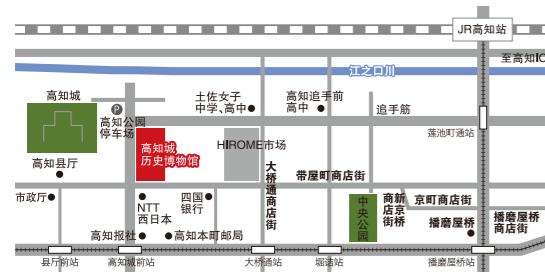 JR高知站
至高知IC
江之口川
高知城
P
高知公园
停车场
土佐女子
中学、高中
高知追手前
高中
追手筋
莲池町通站
高知城
历史博物馆
HIROME市场
高知县厅
大桥通商店街
带屋町商店街
市政厅
NTT
西日本
四国
银行
中央公园
新京桥
商店街
京町商店街
播磨屋桥
播磨屋桥
商店街
高知报社
高知本町邮局
县厅前站
高知城前站
大桥通站
堀诘站
播磨屋桥站